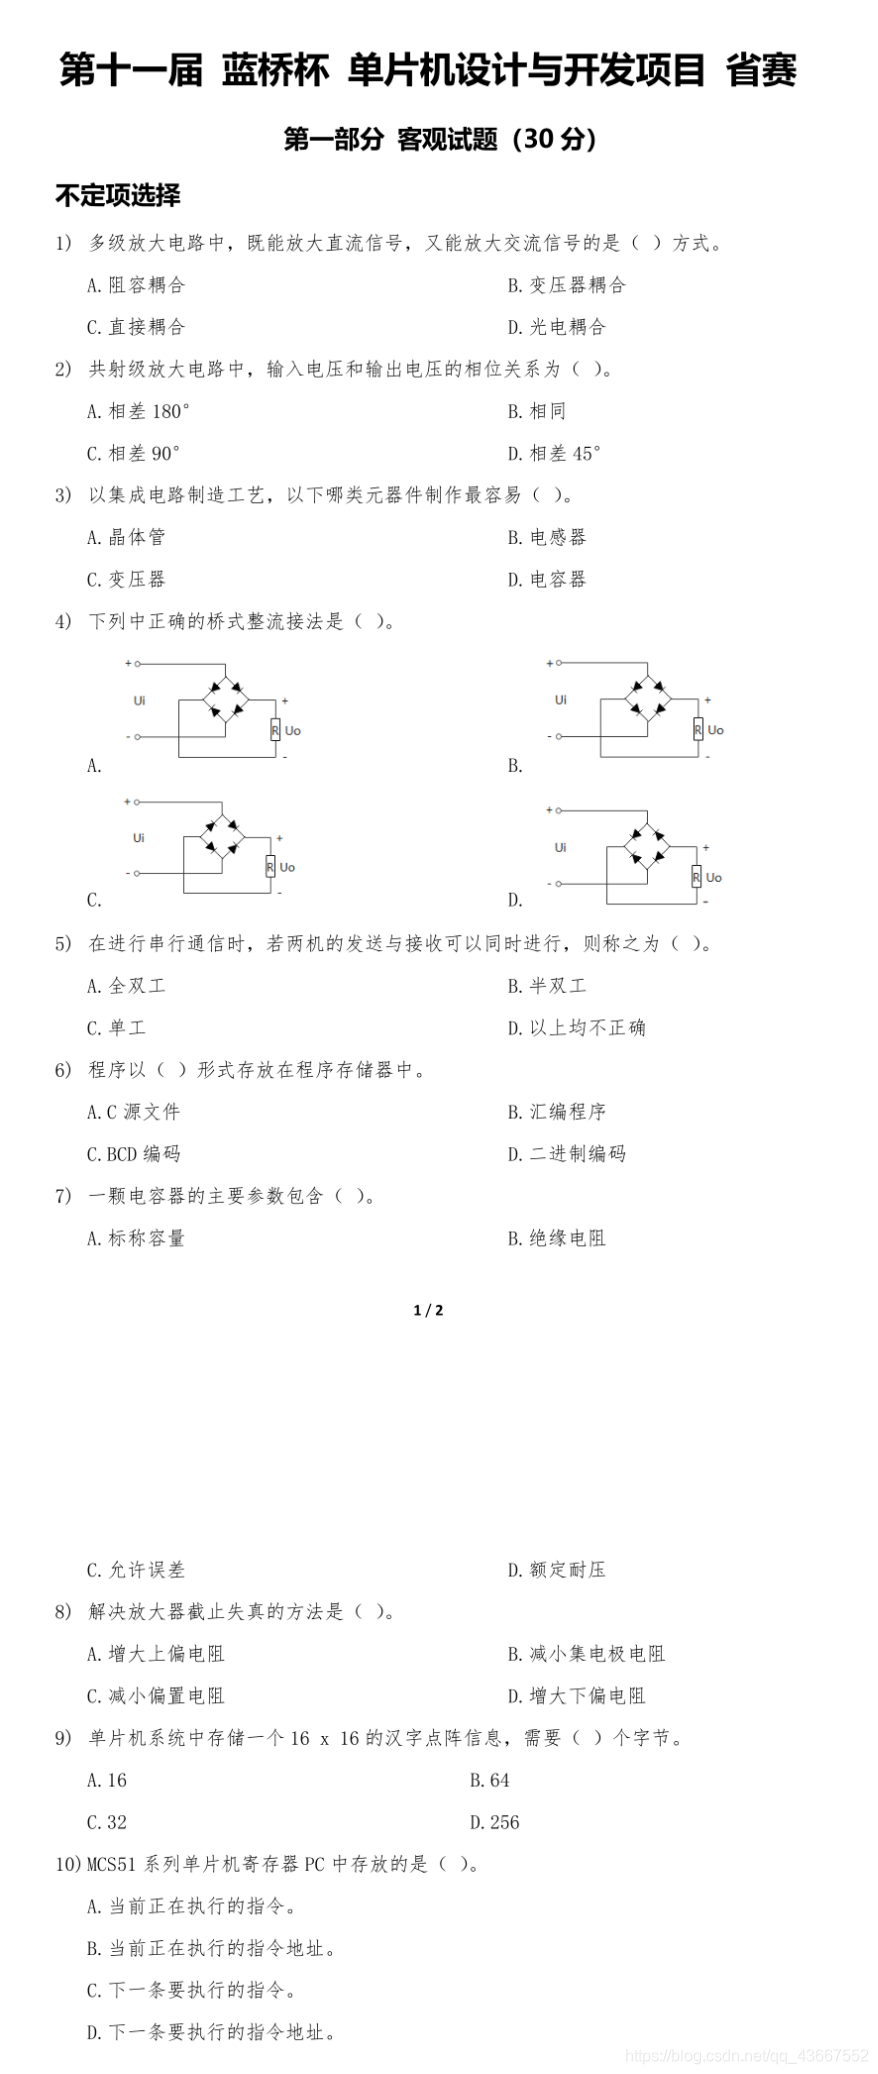 第十一届 蓝桥杯 单片机设计与开发项目 省赛
第一部分 客观试题（30 分）
不定项选择
1) 多级放大电路中，既能放大直流信号，又能放大交流信号的是（ ）方式。
A. 阻容耦合 B. 变压器耦合
C. 直接耦合 D. 光电耦合
2) 共射级放大电路中，输入电压和输出电压的相位关系为（ ）。
A. 相差 180° B. 相同
C. 相差 90° D. 相差 45°
3) 以集成电路制造工艺，以下哪类元器件制作最容易（ ）。
A. 晶体管 B. 电感器
C. 变压器 D. 电容器
4) 下列中正确的桥式整流接法是（ ）。
+ +
Ui + Ui +
R Uo R Uo
- - - -
A. B.
+ +
Ui + Ui +
R Uo R Uo
- - - -
C. D.
5) 在进行串行通信时，若两机的发送与接收可以同时进行，则称之为（ ）。
A. 全双工 B. 半双工
C. 单工 D. 以上均不正确
6) 程序以（ ）形式存放在程序存储器中。
A. C 源文件 B. 汇编程序
C. BCD 编码 D. 二进制编码
7) 一颗电容器的主要参数包含（ ）。
A. 标称容量 B. 绝缘电阻
1 / 2
C. 允许误差 D. 额定耐压
8) 解决放大器截止失真的方法是（ ）。
A. 增大上偏电阻 B. 减小集电极电阻
C. 减小偏置电阻 D. 增大下偏电阻
9) 单片机系统中存储一个 16 x 16 的汉字点阵信息，需要（ ）个字节。
A. 16 B. 64
C. 32 D. 256
10) MCS51 系列单片机寄存器 PC 中存放的是（ ）。
A. 当前正在执行的指令。
B. 当前正在执行的指令地址。
C. 下一条要执行的指令。
D. 下一条要执行的指令地址。
https://blog.csdn.net/qq_43667552